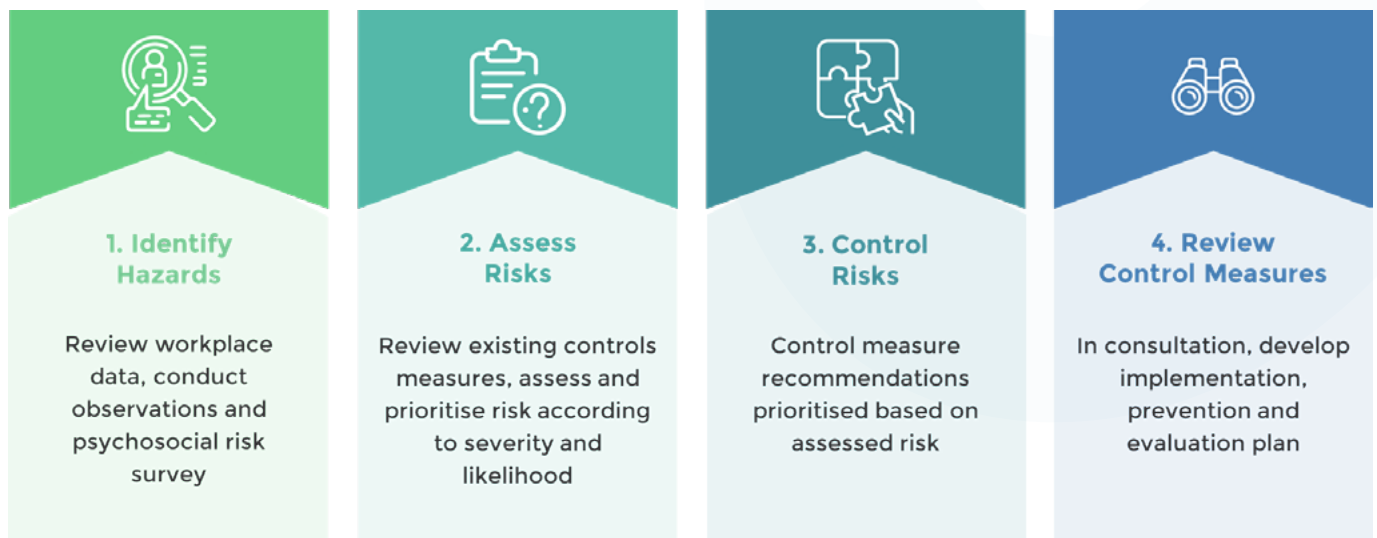 1. Identify
Hazards
Review workplace
data, conduct
observations and
psychosocial risk
survey
2. Assess
Risks
Review existing controls
measures, assess and
prioritise risk according
to severity and
likelihood
3. Control
Risks
Control measure
recommendations
prioritised based on
assessed risk
4. Review
Control Measures
In consultation, develop
implementation,
prevention and
evaluation plan